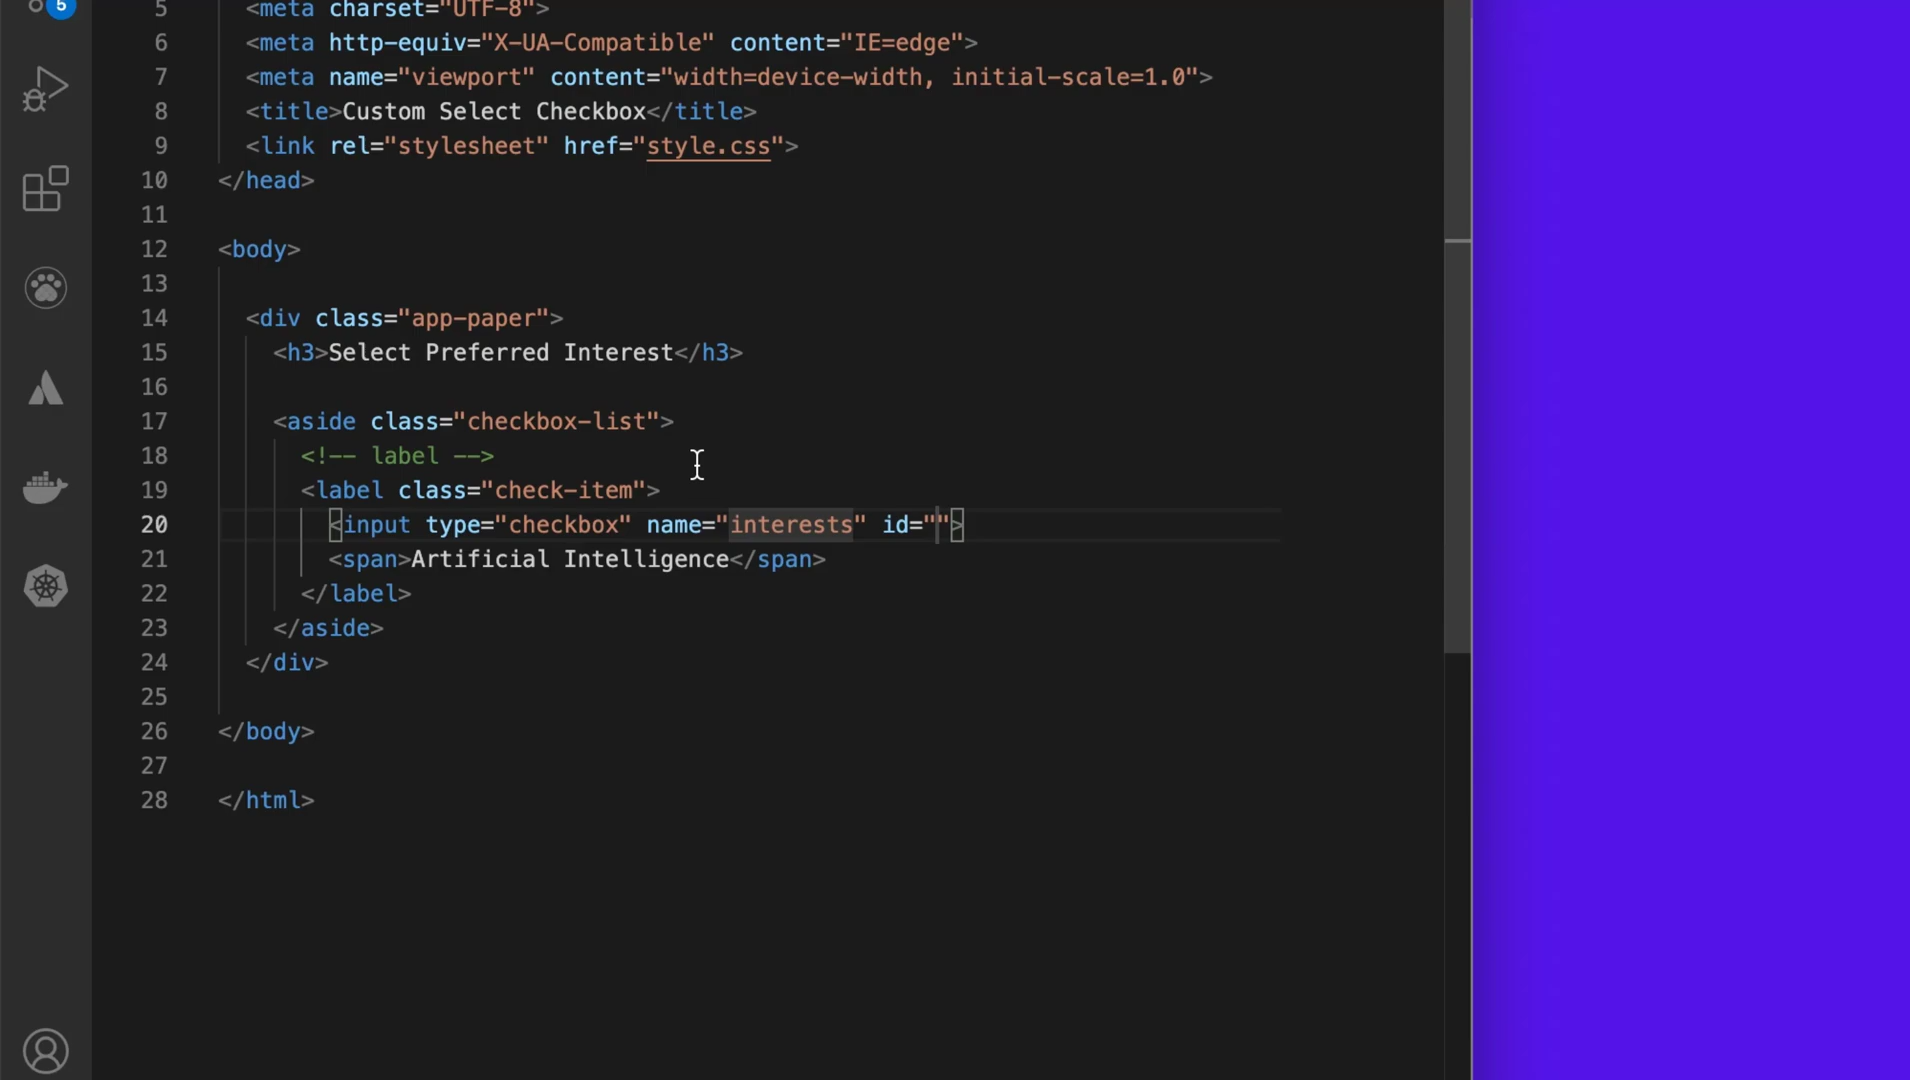 5
5 <meta charset="UTF-8">
6 <meta http-equiv="X-UA-Compatible" content="IE=edge">
7 <meta name="viewport" content="width=device-width, initial-scale=1.0">
8 <title>Custom Select Checkbox</title>
9 <link rel="stylesheet" href="style.css">
10 </head>
11
12 <body>
13
14 <div class="app-paper">
15 <h3>Select Preferred Interest</h3>
16
17 <aside class="checkbox-list">
18 <!-- label -->
19 <label class="check-item">
20 <input type="checkbox" name="interests" id="">
21 <span>Artificial Intelligence</span>
22 </label>
23 </aside>
24 </div>
25
26 </body>
27
28 </html>